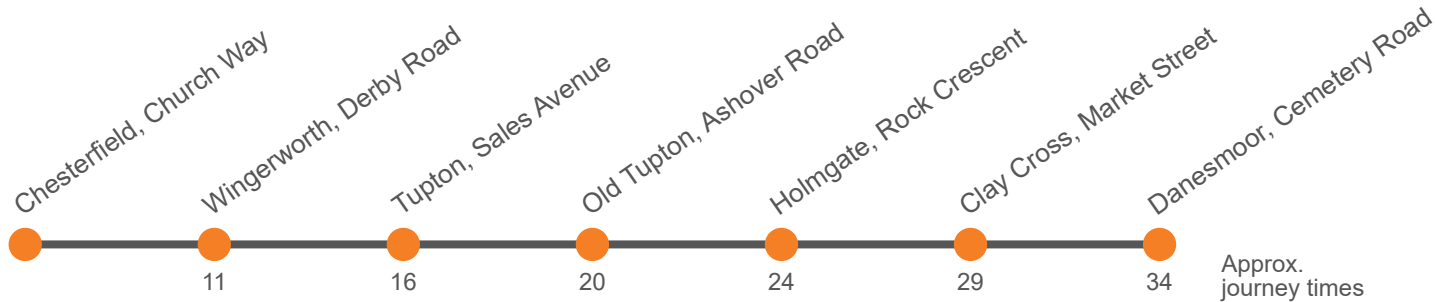 Chesterfield, Church Way
Wingerworth, Derby Road
Tupton, Sales Avenue
Old Tupton, Ashover Road
Holmgate, Rock Crescent
Clay Cross, Market Street
Danesmoor, Cemetery Road
11
16
20
24
29
34
Approx.
journey times